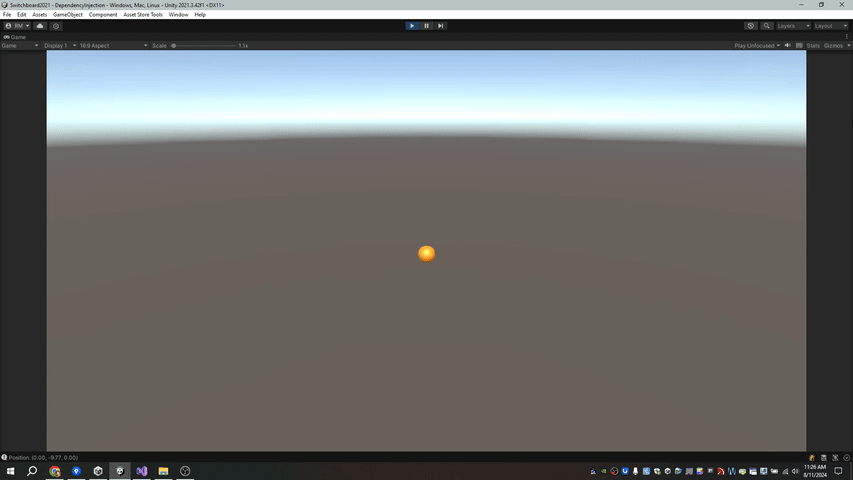 Switchboard2021 - DependencyInjection - Windows, Mac, Linux - Unity 2021.3.42f1 <DX11>
File Edit Assets GameObject Component Asset Store Tools Window Help
RM Layers Layout
Game
Game Display 1 16:9 Aspect Scale 1.1x Play Unfocused Stats Gizmos
Position: (0.00, -9.77, 0.00)
11:26 AM
8/11/2024